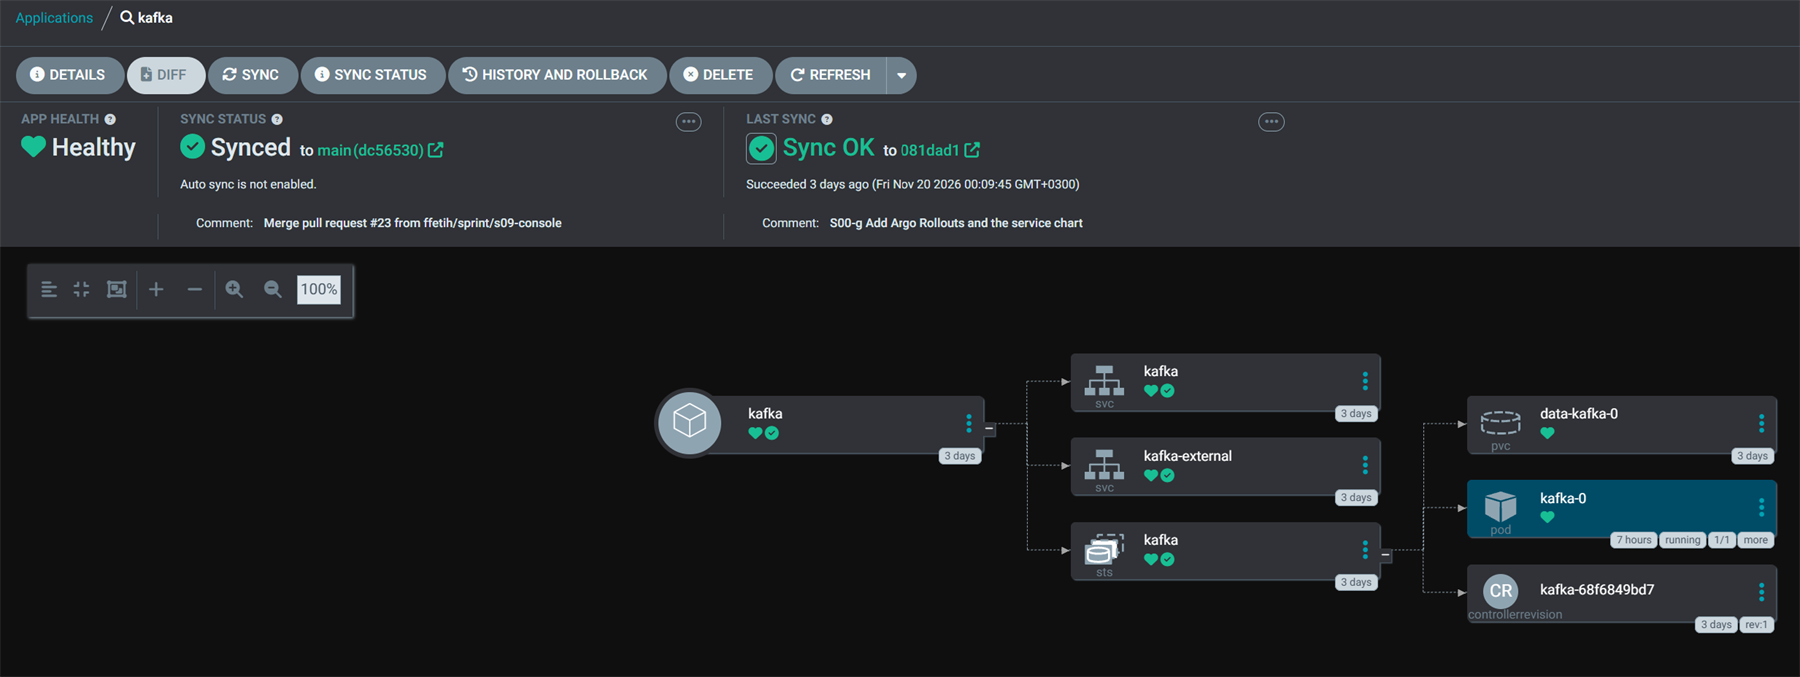 Applications / kafka
DETAILS DIFF SYNC SYNC STATUS HISTORY AND ROLLBACK DELETE REFRESH
APP HEALTH
Healthy
SYNC STATUS
Synced to main (dc56530)
Auto sync is not enabled.
Comment: Merge pull request #23 from ffetih/sprint/s09-console
LAST SYNC
Sync OK to 081dad1
Succeeded 3 days ago (Fri Nov 20 2026 00:09:45 GMT+0300)
Comment: S00-g Add Argo Rollouts and the service chart
100%
kafka
3 days
kafka
svc
3 days
kafka-external
svc
3 days
kafka
sts
3 days
data-kafka-0
pvc
3 days
kafka-0
pod
7 hours running 1/1 more
CR
kafka-68f6849bd7
controllerrevision
3 days rev:1